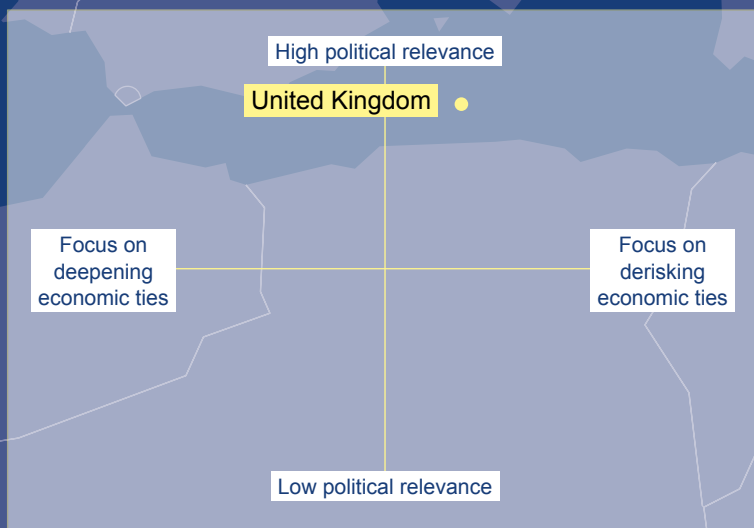 High political relevance
United Kingdom
Focus on
deepening
economic ties
Focus on
derisking
economic ties
Low political relevance